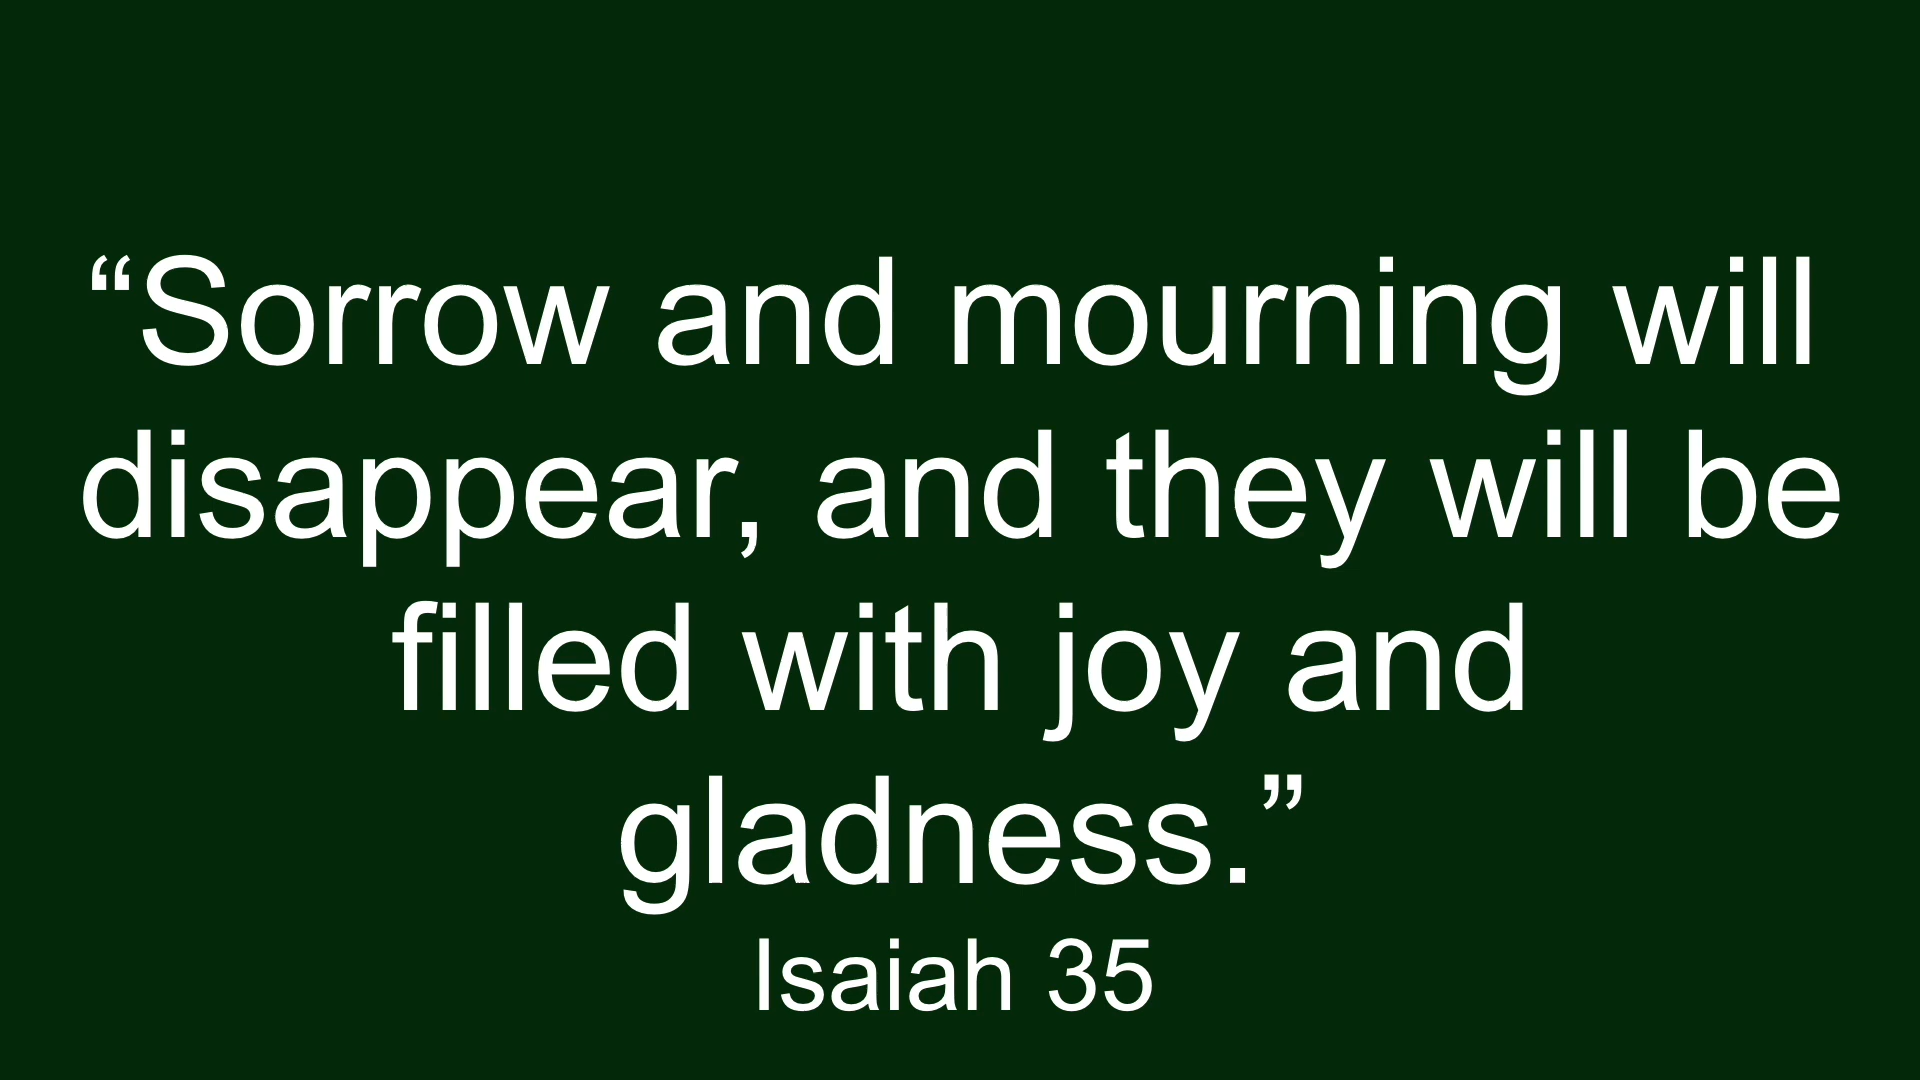 “Sorrow and mourning will
disappear, and they will be
filled with joy and
gladness.”
Isaiah 35